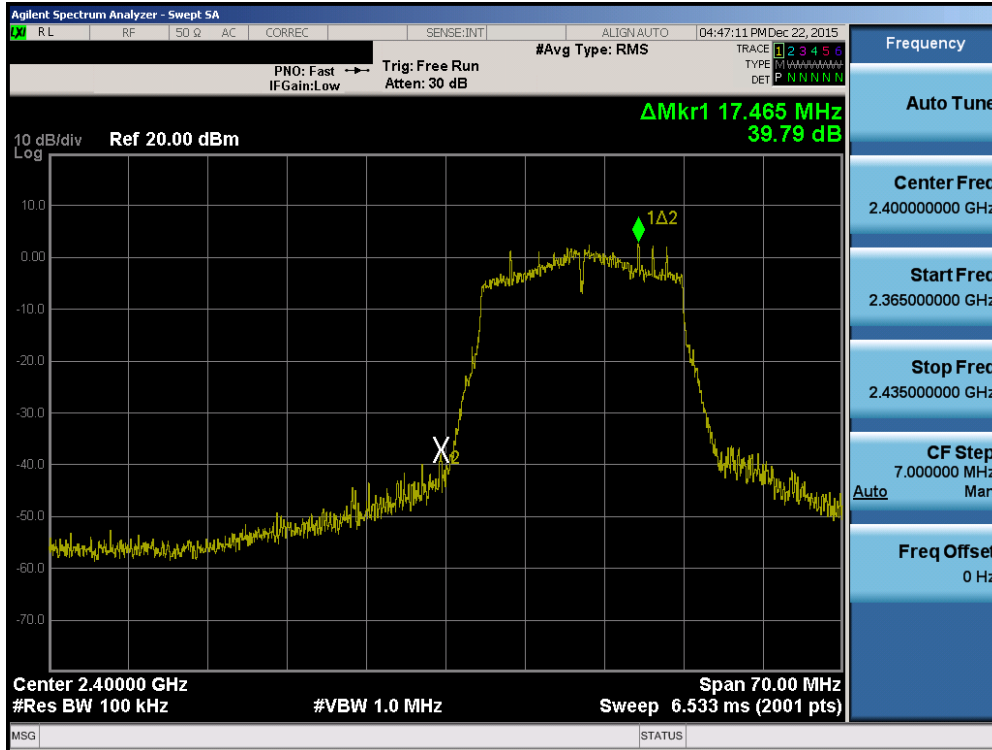 Agilent Spectrum Analyzer - Swept SA
LXI RL RF 50 Ω AC CORREC SENSE:INT ALIGN AUTO 04:47:11 PM Dec 22, 2015
#Avg Type: RMS
TRACE 1 2 3 4 5 6
TYPE M
DET P N N N N N
PNO: Fast
IFGain:Low
Trig: Free Run
Atten: 30 dB
ΔMkr1 17.465 MHz
39.79 dB
10 dB/div
Log
Ref 20.00 dBm
10.0
0.00
-10.0
-20.0
-30.0
-40.0
-50.0
-60.0
-70.0
1Δ2
X2
Center 2.40000 GHz
Span 70.00 MHz
#Res BW 100 kHz
#VBW 1.0 MHz
Sweep 6.533 ms (2001 pts)
MSG
STATUS
Frequency
Auto Tune
Center Freq
2.400000000 GHz
Start Freq
2.365000000 GHz
Stop Freq
2.435000000 GHz
CF Step
7.000000 MHz
Auto Man
Freq Offset
0 Hz